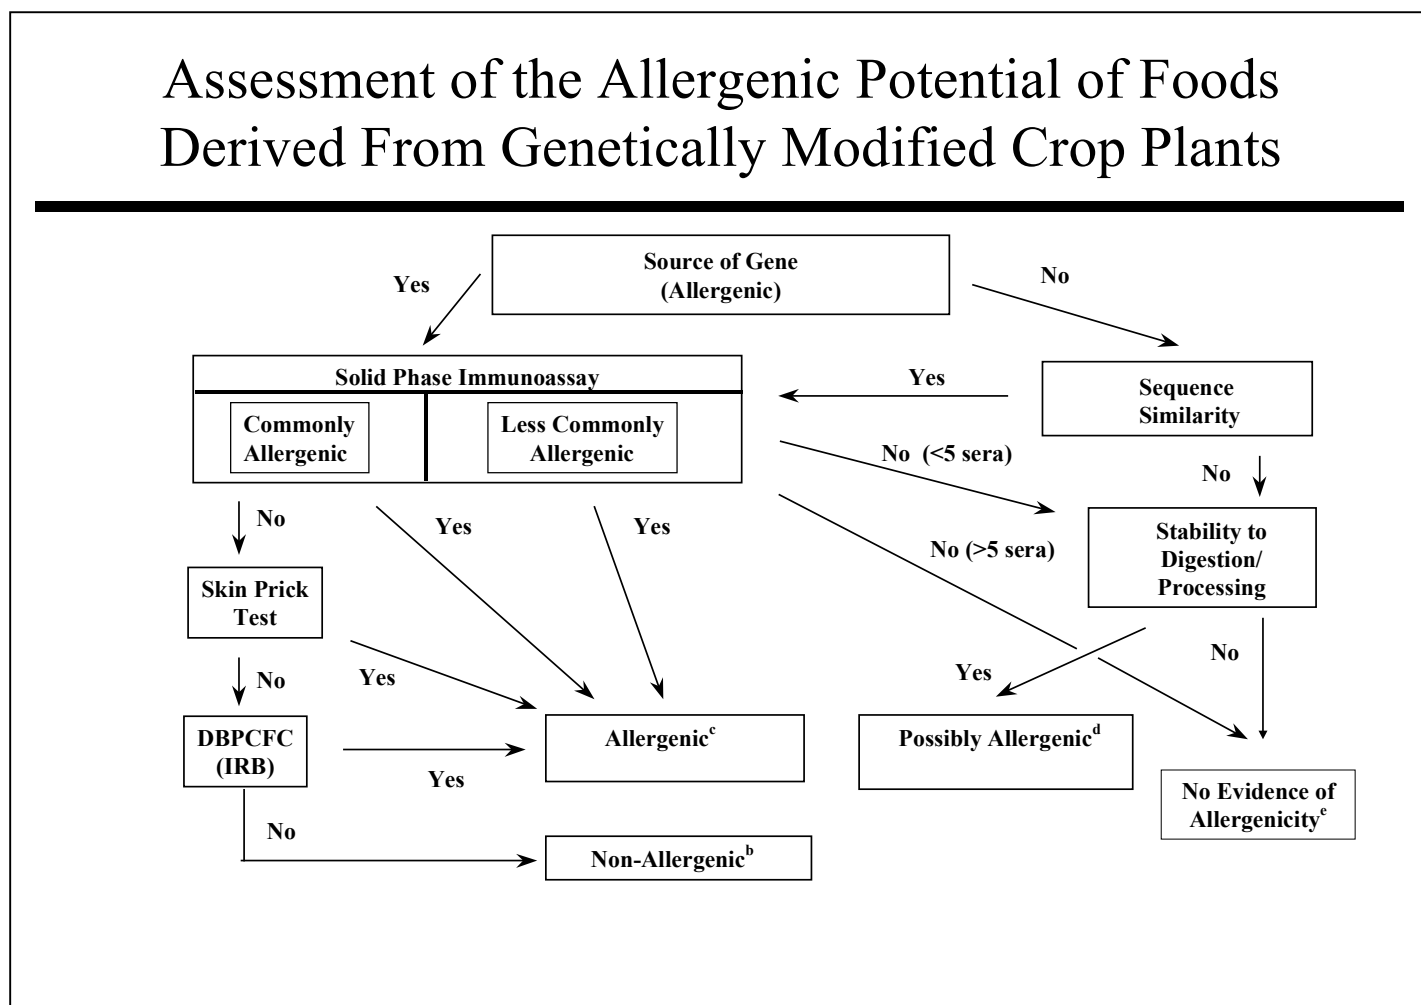 Assessment of the Allergenic Potential of Foods
Derived From Genetically Modified Crop Plants
Source of Gene
(Allergenic)
Yes
No
Solid Phase Immunoassay
Commonly
Allergenic
Less Commonly
Allergenic
Yes
Sequence
Similarity
No (<5 sera)
No
No
Yes
Yes
No (>5 sera)
Stability to
Digestion/
Processing
Skin Prick
Test
No
Yes
Yes
No
DBPCFC
(IRB)
Yes
Allergenicc
Possibly Allergenicd
No Evidence of
Allergenicitye
No
Non-Allergenicb